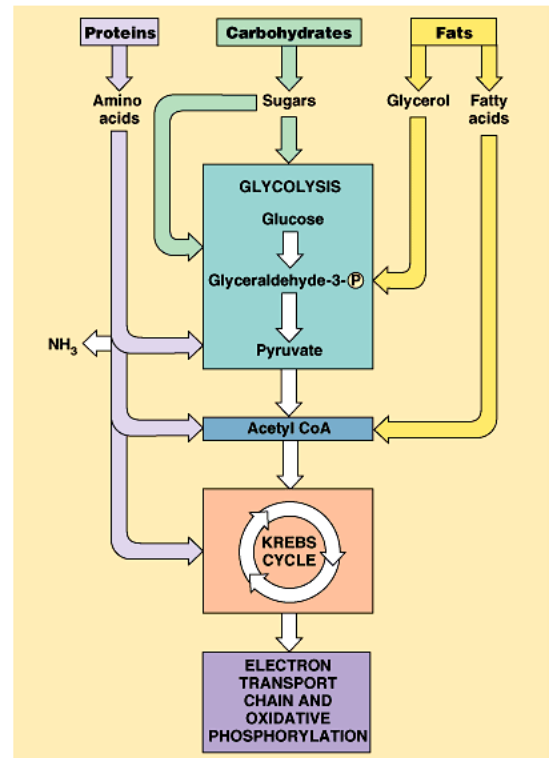 Proteins
Carbohydrates
Fats
Amino
acids
Sugars
Glycerol
Fatty
acids
GLYCOLYSIS
Glucose
Glyceraldehyde-3-P
Pyruvate
NH₃
Acetyl CoA
KREBS
CYCLE
ELECTRON
TRANSPORT
CHAIN AND
OXIDATIVE
PHOSPHORYLATION